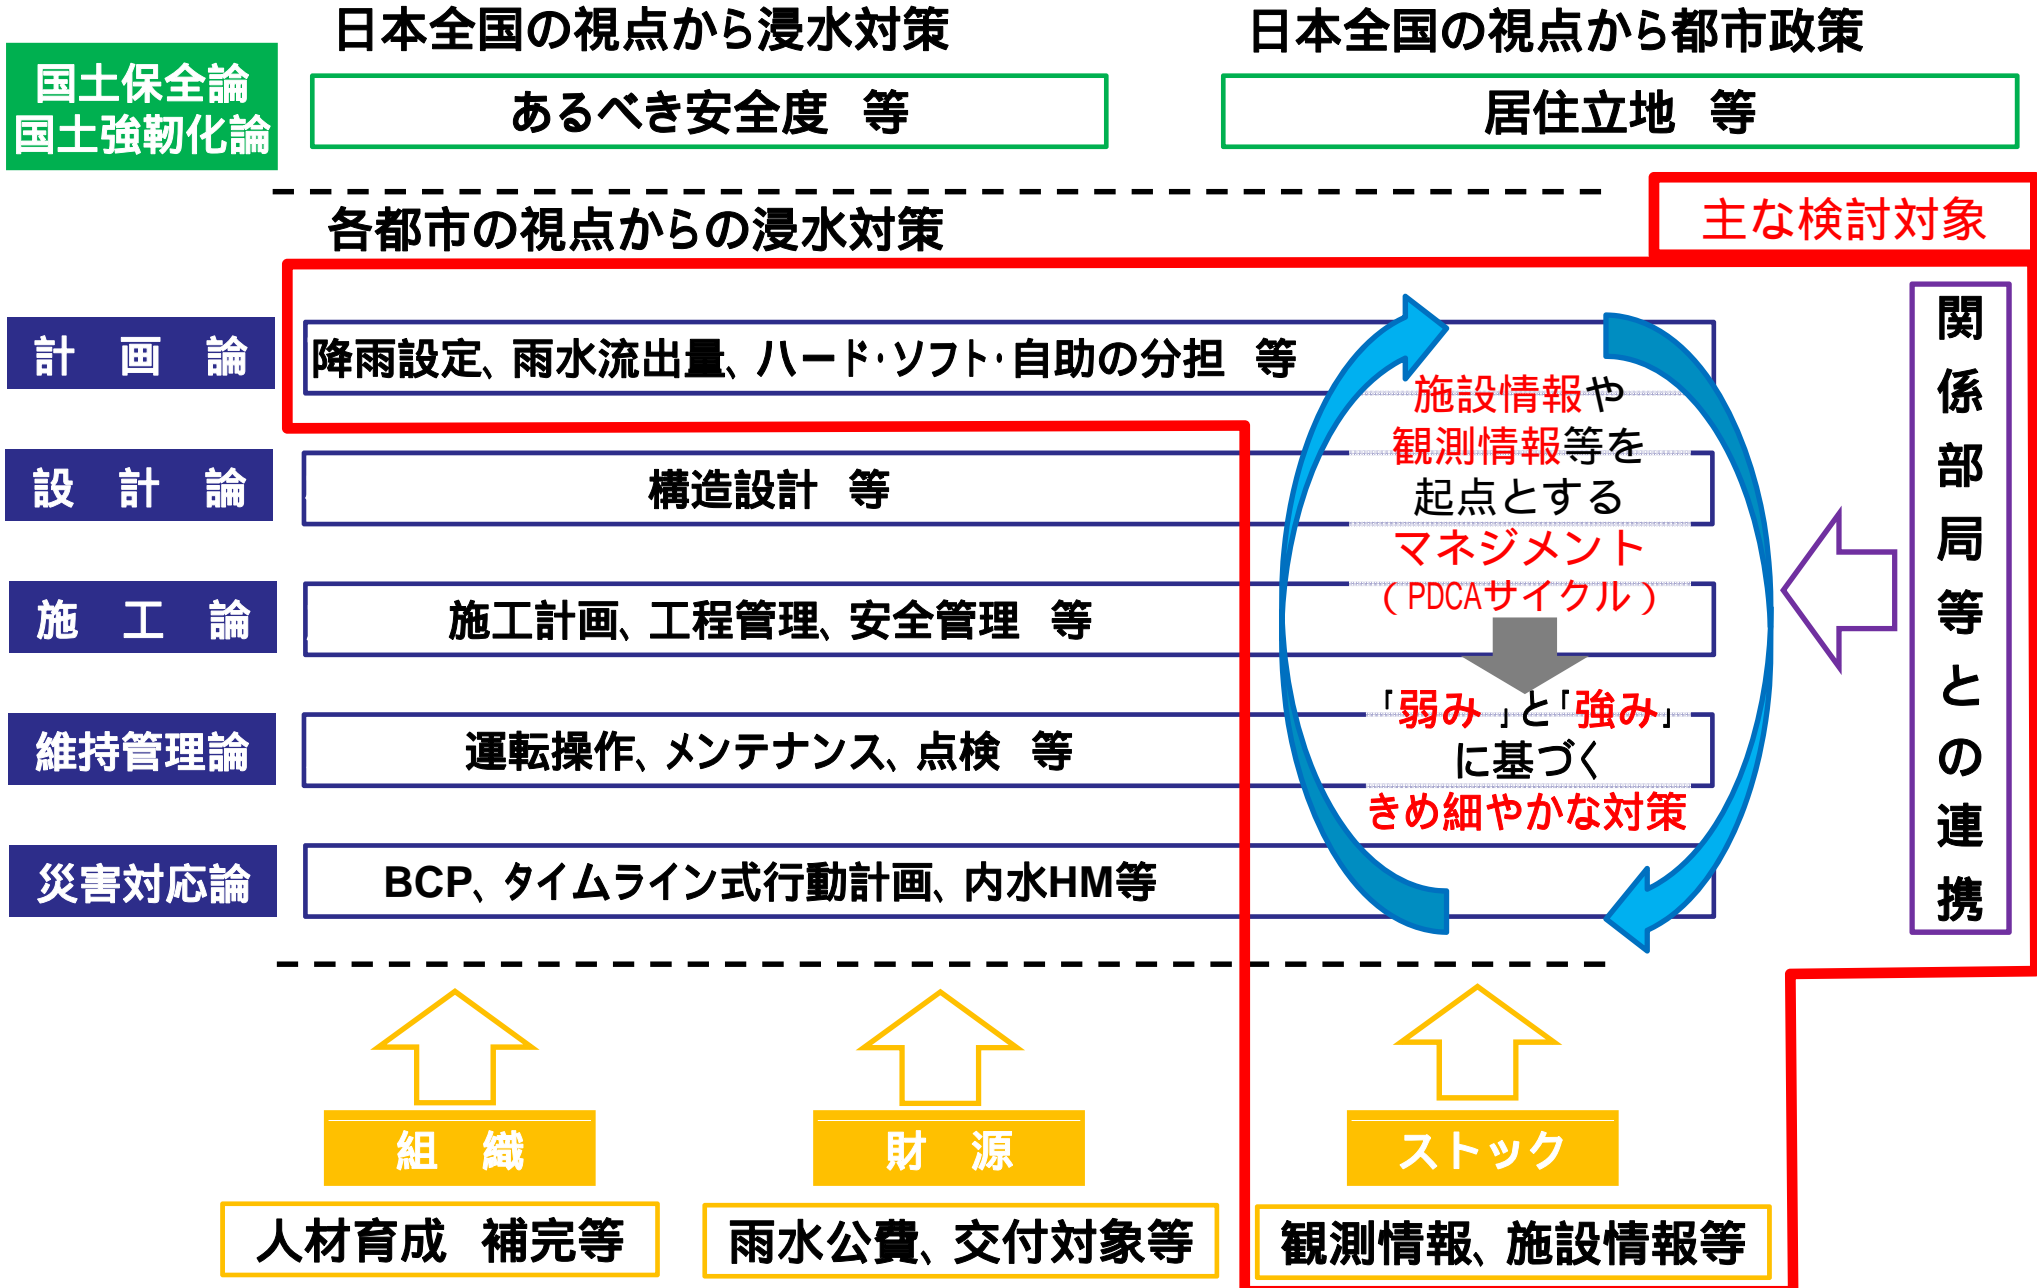 日本全国の視点から浸水対策
日本全国の視点から都市政策
国土保全論
国土強靭化論
あるべき安全度 等
居住立地 等
各都市の視点からの浸水対策
主な検討対象
計 画 論
降雨設定、雨水流出量、ハード・ソフト・自助の分担 等
設 計 論
構造設計 等
施 工 論
施工計画、工程管理、安全管理 等
維持管理論
運転操作、メンテナンス、点検 等
災害対応論
BCP、タイムライン式行動計画、内水HM等
施設情報や
観測情報等を
起点とする
マネジメント
（PDCAサイクル）
「弱み」と「強み」
に基づく
きめ細やかな対策
関係部局等との連携
組 織
財 源
ストック
人材育成 補完等
雨水公費、交付対象等
観測情報、施設情報等